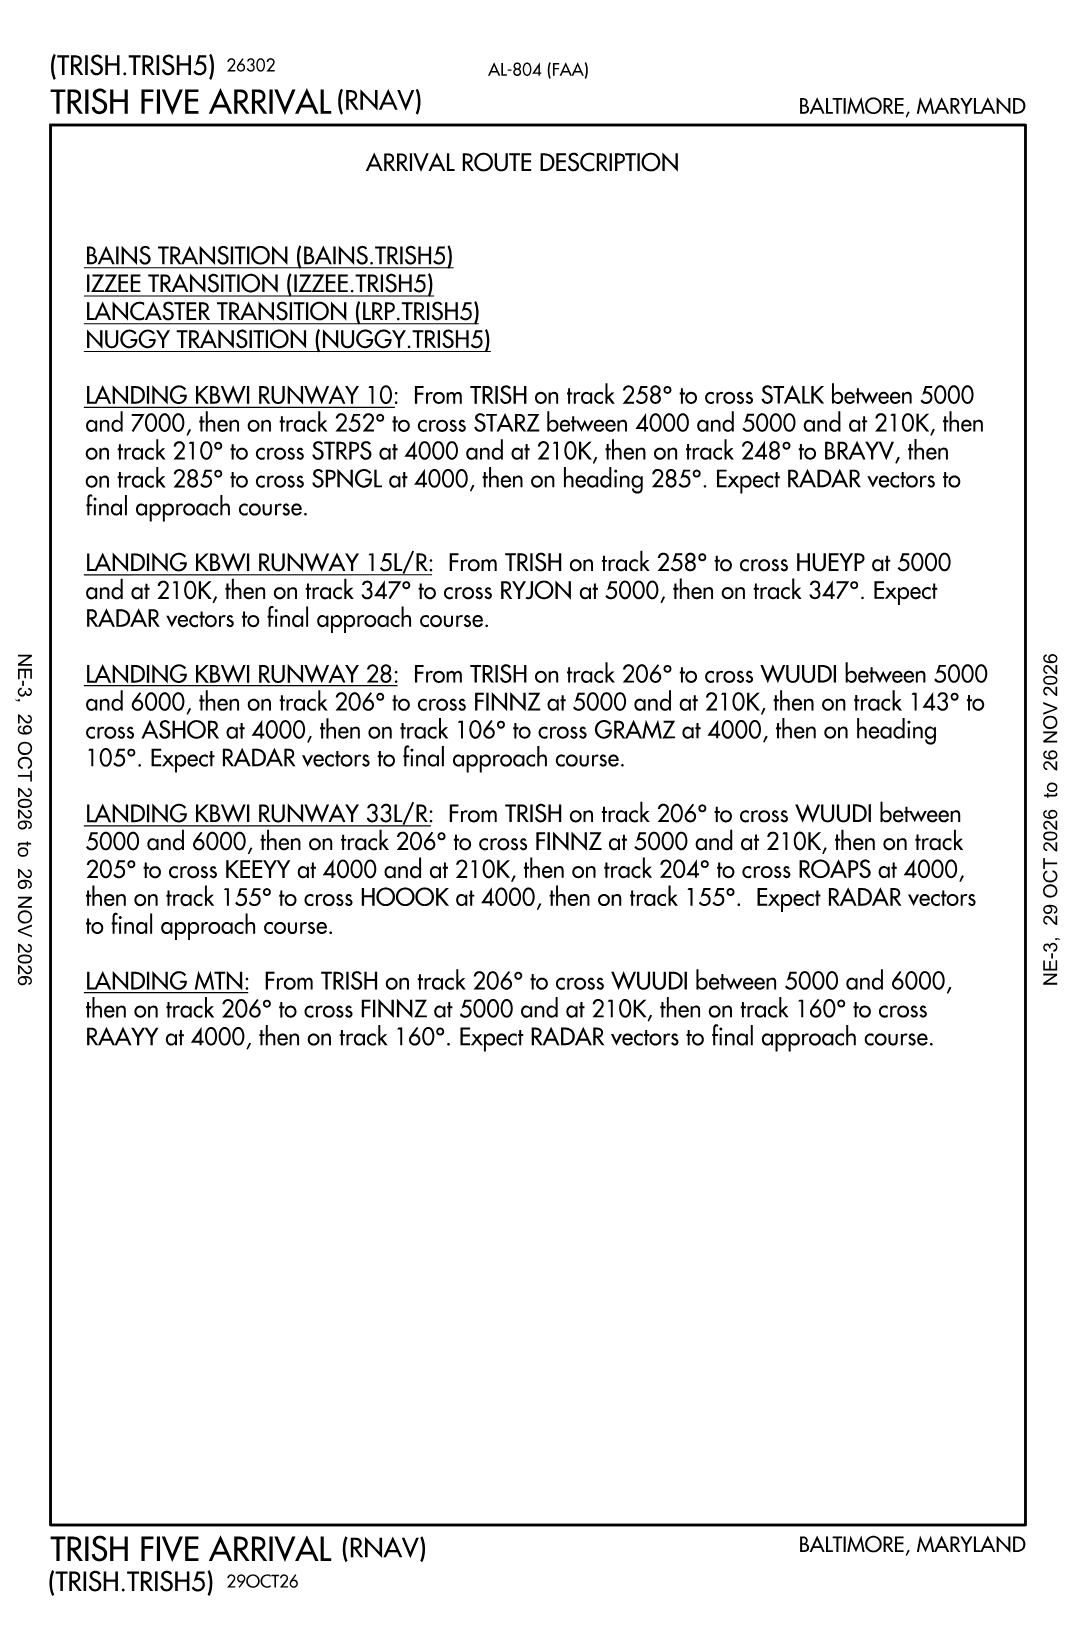 (TRISH.TRISH5) 26302
AL-804 (FAA)
TRISH FIVE ARRIVAL (RNAV)
BALTIMORE, MARYLAND
ARRIVAL ROUTE DESCRIPTION
BAINS TRANSITION (BAINS.TRISH5)
IZZEE TRANSITION (IZZEE.TRISH5)
LANCASTER TRANSITION (LRP.TRISH5)
NUGGY TRANSITION (NUGGY.TRISH5)
LANDING KBWI RUNWAY 10: From TRISH on track 258° to cross STALK between 5000
and 7000, then on track 252° to cross STARZ between 4000 and 5000 and at 210K, then
on track 210° to cross STRPS at 4000 and at 210K, then on track 248° to BRAYV, then
on track 285° to cross SPNGL at 4000, then on heading 285°. Expect RADAR vectors to
final approach course.
LANDING KBWI RUNWAY 15L/R: From TRISH on track 258° to cross HUEYP at 5000
and at 210K, then on track 347° to cross RYJON at 5000, then on track 347°. Expect
RADAR vectors to final approach course.
LANDING KBWI RUNWAY 28: From TRISH on track 206° to cross WUUDI between 5000
and 6000, then on track 206° to cross FINNZ at 5000 and at 210K, then on track 143° to
cross ASHOR at 4000, then on track 106° to cross GRAMZ at 4000, then on heading
105°. Expect RADAR vectors to final approach course.
LANDING KBWI RUNWAY 33L/R: From TRISH on track 206° to cross WUUDI between
5000 and 6000, then on track 206° to cross FINNZ at 5000 and at 210K, then on track
205° to cross KEEYY at 4000 and at 210K, then on track 204° to cross ROAPS at 4000,
then on track 155° to cross HOOOK at 4000, then on track 155°. Expect RADAR vectors
to final approach course.
LANDING MTN: From TRISH on track 206° to cross WUUDI between 5000 and 6000,
then on track 206° to cross FINNZ at 5000 and at 210K, then on track 160° to cross
RAAYY at 4000, then on track 160°. Expect RADAR vectors to final approach course.
NE-3, 29 OCT 2026 to 26 NOV 2026
NE-3, 29 OCT 2026 to 26 NOV 2026
TRISH FIVE ARRIVAL (RNAV)
BALTIMORE, MARYLAND
(TRISH.TRISH5) 29OCT26